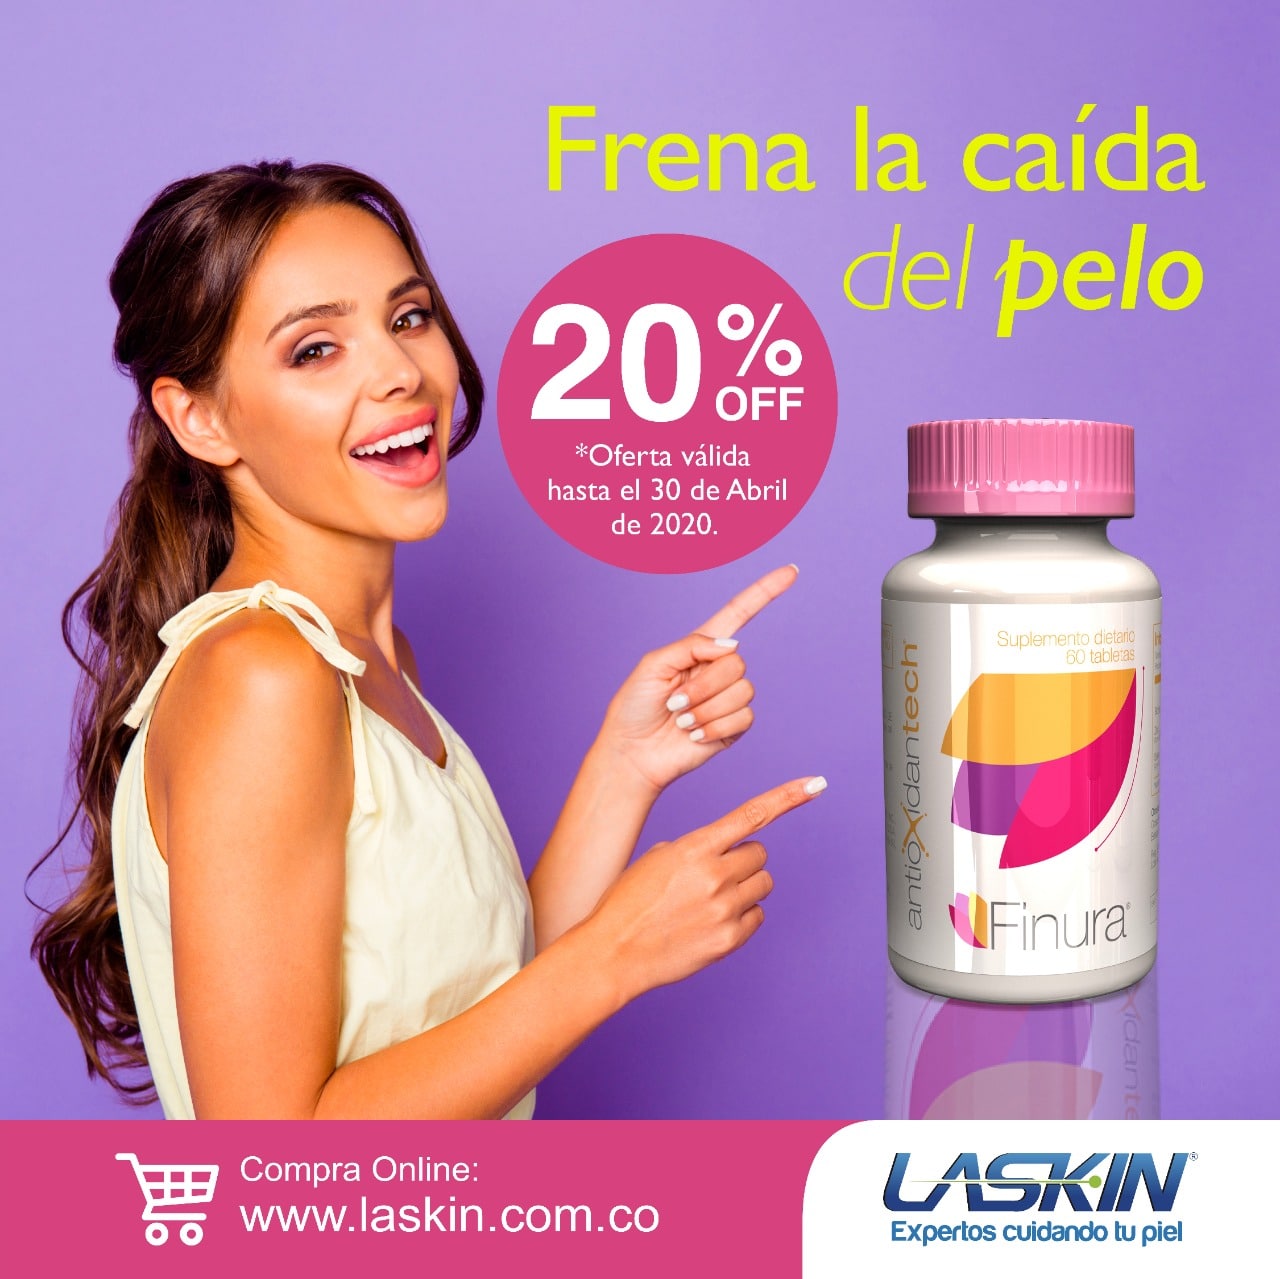 Frena la caída
del pelo
20% OFF
*Oferta válida
hasta el 30 de Abril
de 2020.
Suplemento dietario
60 tabletas
antioxidantech®
Finura®
Compra Online:
www.laskin.com.co
LASKIN®
Expertos cuidando tu piel